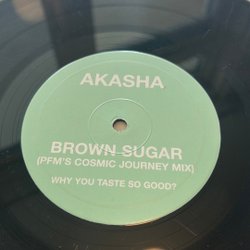 AKASHA
BROWN SUGAR
(PFM'S COSMIC JOURNEY MIX)
WHY YOU TASTE SO GOOD?